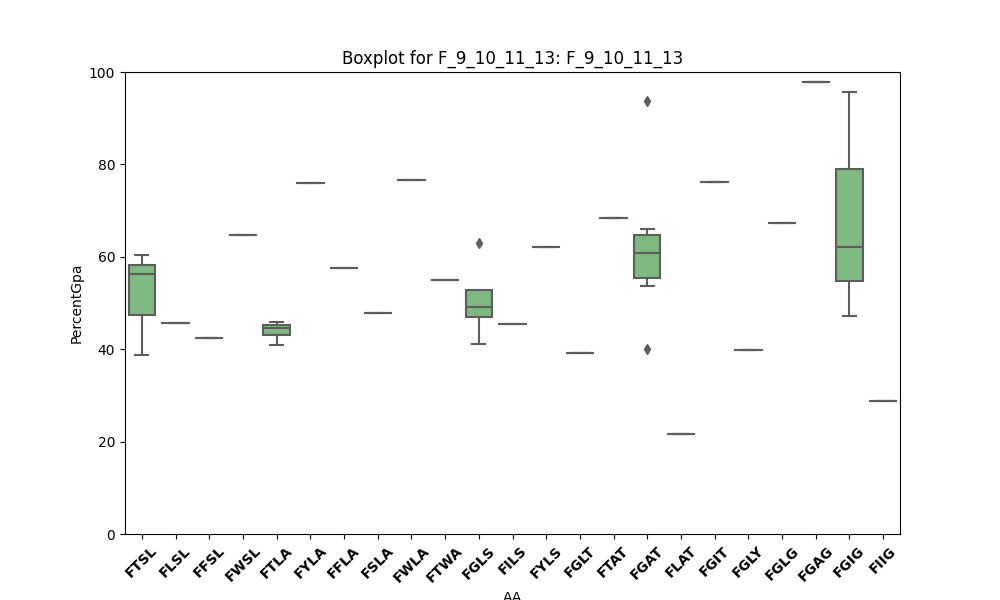 Boxplot for F_9_10_11_13: F_9_10_11_13
100
80
60
40
20
0
PercentGpa
FTSL FLSL FFSL FWSL FTLA FYLA FFLA FSLA FWLA FTWA FGLS FILS FYLS FGLT FTAT FGAT FLAT FGIT FGLY FGLG FGAG FGIG FIIG
AA